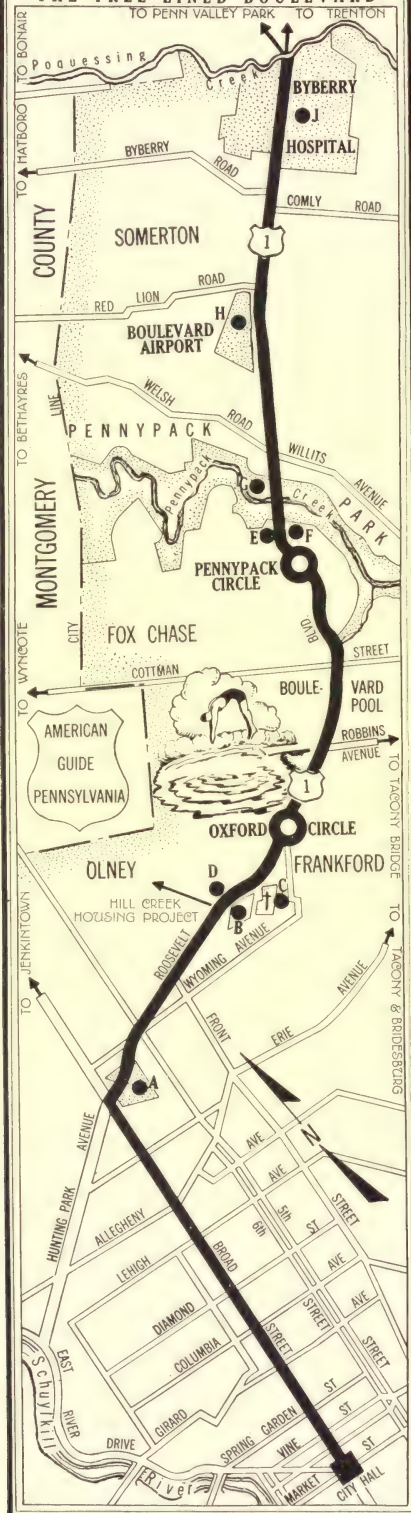 TREE LINED BOULEVARD
TO PENN VALLEY PARK TO TRENTON
TO BONAIR
Poquessing
Creek
BYBERRY
J
HOSPITAL
TO HATBORO
BYBERRY
ROAD
COMLY ROAD
COUNTY
SOMERTON
1
RED LION ROAD
H
BOULEVARD
AIRPORT
TO BETHAYRES
LINE
WELSH
ROAD
WILLITS
AVENUE
PENNYPACK
Pennypack
G
Creek
PARK
E F
PENNYPACK
CIRCLE
MONTGOMERY
CITY
FOX CHASE
BLVD
STREET
COTTMAN
TO WYNCOTE
BOULE- VARD
POOL
ROBBINS
AVENUE
AMERICAN
GUIDE
PENNSYLVANIA
1
TO TACONY BRIDGE
OXFORD CIRCLE
OLNEY
FRANKFORD
D
C
B
HILL CREEK
HOUSING PROJECT
TO JENKINTOWN
ROOSEVELT
WYOMING AVENUE
FRONT
ERIE
AVENUE
TO TACONY & BRIDESBURG
A
N
HUNTING PARK
AVENUE
ALLEGHENY
AVE
AVE
STREET
LEHIGH
BROAD
6th
5th
ST
DIAMOND
AVE
COLUMBIA
STREET
STREET
STREET
AVE
GIRARD
Schuylkill
EAST
RIVER
DRIVE
SPRING GARDEN ST
VINE ST
River
MARKET ST
CITY HALL